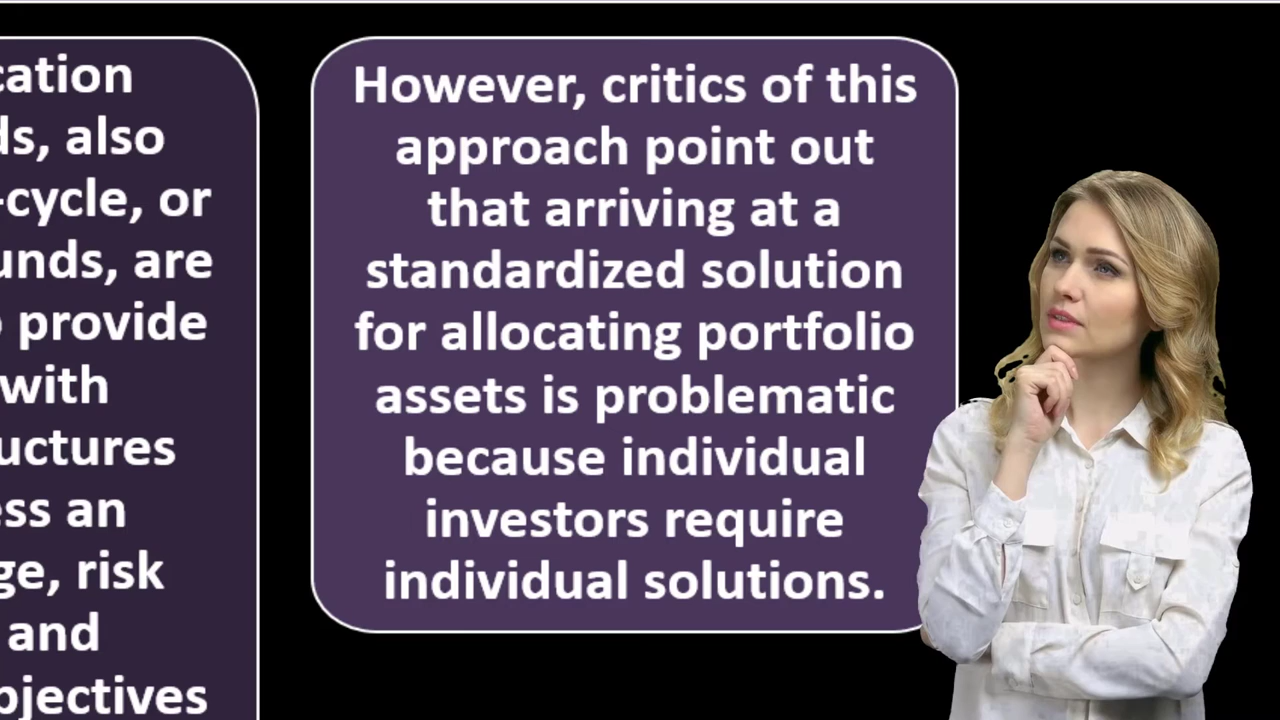 cation
ds, also
-cycle, or
unds, are
provide
with
uctures
ess an
ge, risk
and
bjectives
However, critics of this
approach point out
that arriving at a
standardized solution
for allocating portfolio
assets is problematic
because individual
investors require
individual solutions.